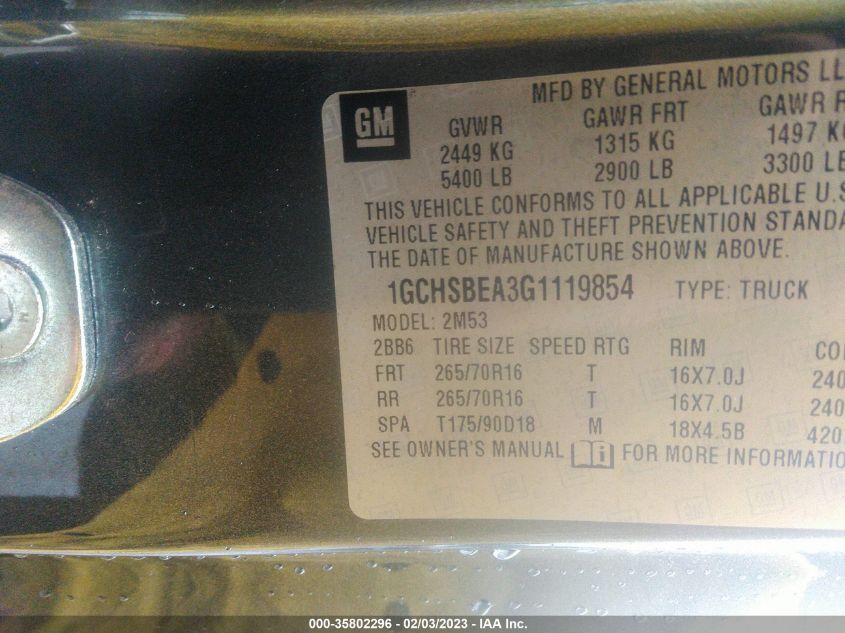 MFD BY GENERAL MOTORS LL
GM
GVWR GAWR FRT GAWR R
2449 KG 1315 KG 1497 KG
5400 LB 2900 LB 3300 LB
THIS VEHICLE CONFORMS TO ALL APPLICABLE U.S
VEHICLE SAFETY AND THEFT PREVENTION STANDA
THE DATE OF MANUFACTURE SHOWN ABOVE.
1GCHSBEA3G1119854 TYPE: TRUCK
MODEL: 2M53
2BB6 TIRE SIZE SPEED RTG RIM CO
FRT 265/70R16 T 16X7.0J 240
RR 265/70R16 T 16X7.0J 240
SPA T175/90D18 M 18X4.5B 420
SEE OWNER'S MANUAL FOR MORE INFORMATIO
000-35802296 - 02/03/2023 - IAA Inc.